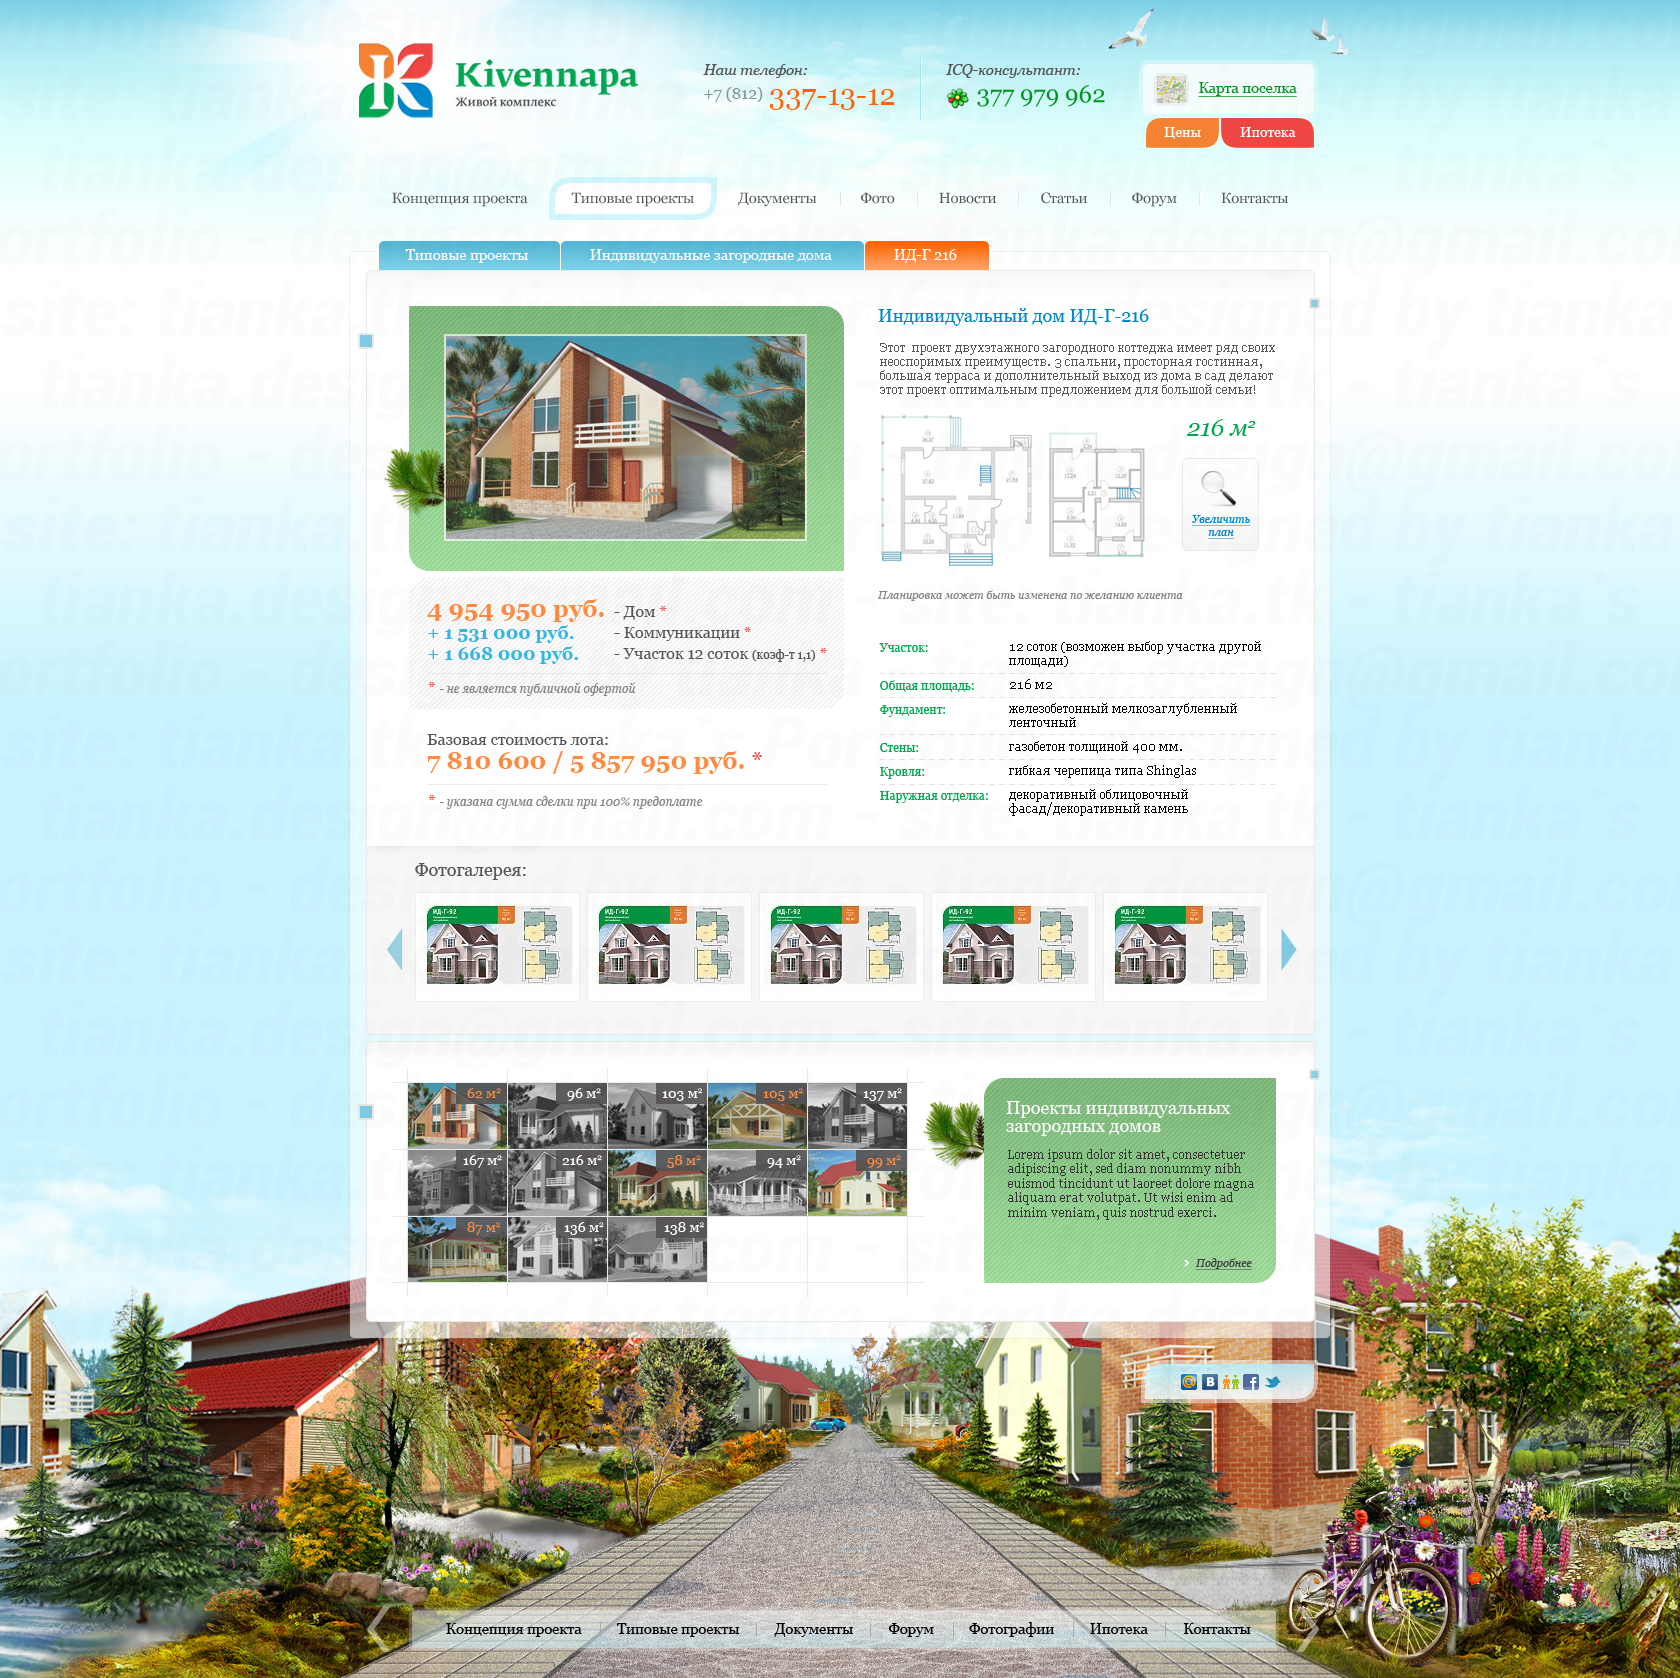 Kivennapa
Живой комплекс
Наш телефон:
+7 (812) 337-13-12
ICQ-консультант:
377 979 962
Карта поселка
Цены
Ипотека
Концепция проекта
Типовые проекты
Документы
Фото
Новости
Статьи
Форум
Контакты
Типовые проекты
Индивидуальные загородные дома
ИД-Г 216
Индивидуальный дом ИД-Г-216
Этот проект двухэтажного загородного коттеджа имеет ряд своих
неоспоримых преимуществ. 3 спальни, просторная гостинная,
большая терраса и дополнительный выход из дома в сад делают
этот проект оптимальным предложением для большой семьи!
216 м²
Увеличить
план
Планировка может быть изменена по желанию клиента
4 954 950 руб. - Дом *
+ 1 531 000 руб. - Коммуникации *
+ 1 668 000 руб. - Участок 12 соток (коэф-т 1,1) *
* - не является публичной офертой
Базовая стоимость лота:
7 810 600 / 5 857 950 руб. *
* - указана сумма сделки при 100% предоплате
Участок: 12 соток (возможен выбор участка другой
площади)
Общая площадь: 216 м2
Фундамент: железобетонный мелкозаглубленный
ленточный
Стены: газобетон толщиной 400 мм.
Кровля: гибкая черепица типа Shinglas
Наружная отделка: декоративный облицовочный
фасад/декоративный камень
Фотогалерея:
ИД-Г-92
ИД-Г-92
ИД-Г-92
ИД-Г-92
ИД-Г-92
62 м²
96 м²
103 м²
105 м²
137 м²
167 м²
216 м²
58 м²
94 м²
99 м²
87 м²
136 м²
138 м²
Проекты индивидуальных
загородных домов
Lorem ipsum dolor sit amet, consectetuer
adipiscing elit, sed diam nonummy nibh
euismod tincidunt ut laoreet dolore magna
aliquam erat volutpat. Ut wisi enim ad
minim veniam, quis nostrud exerci.
Подробнее
Концепция проекта
Типовые проекты
Документы
Форум
Фотографии
Ипотека
Контакты